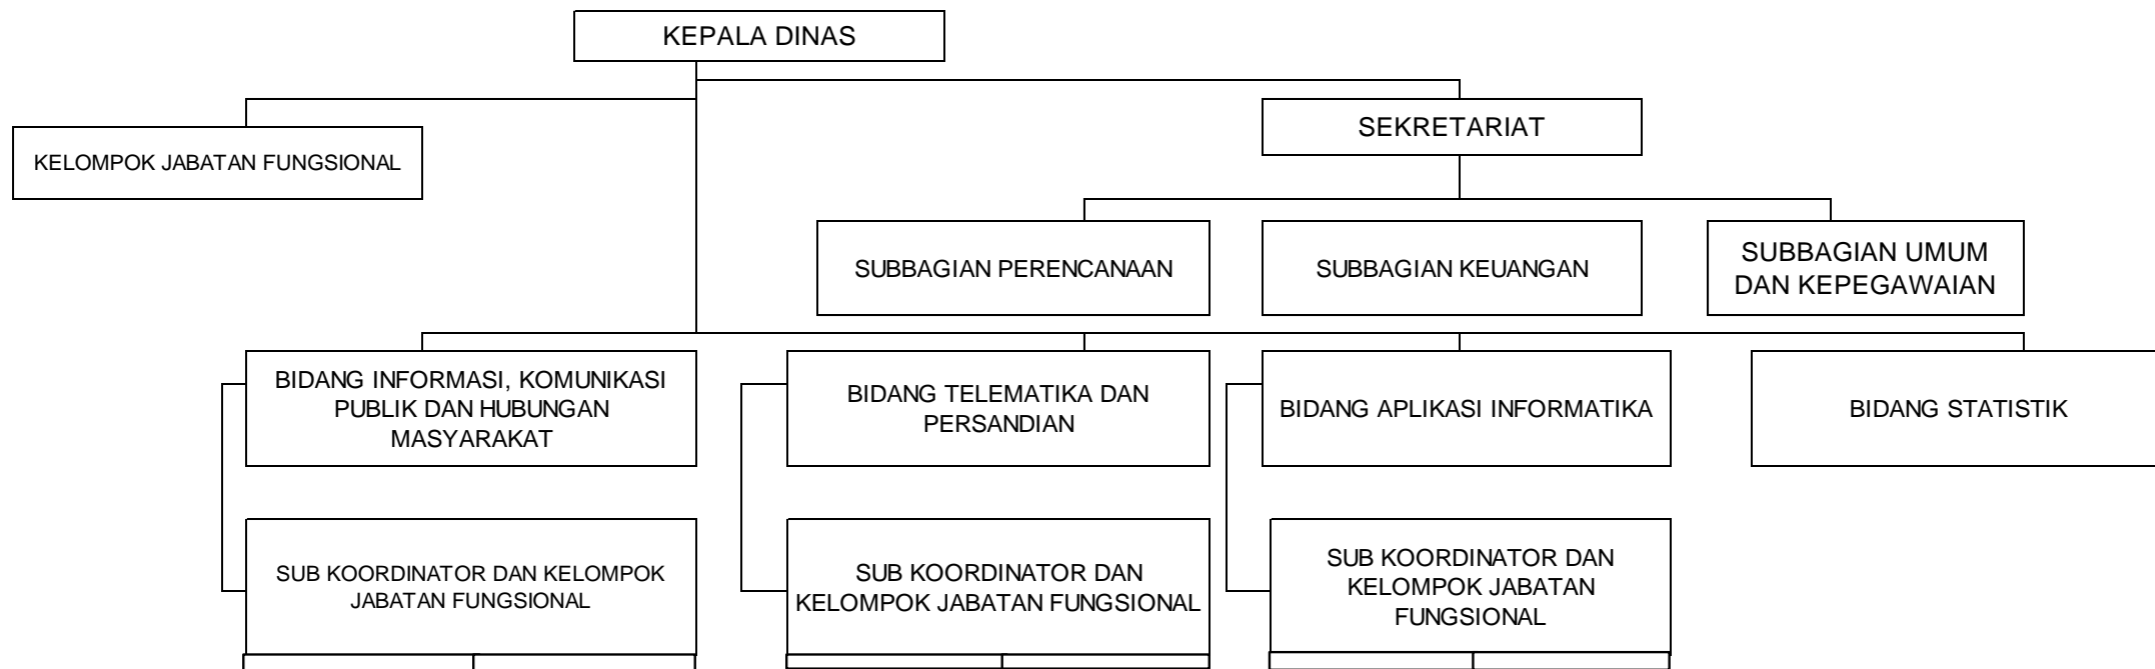 KEPALA DINAS
KELOMPOK JABATAN FUNGSIONAL
SEKRETARIAT
SUBBAGIAN PERENCANAAN
SUBBAGIAN KEUANGAN
SUBBAGIAN UMUM
DAN KEPEGAWAIAN
BIDANG INFORMASI, KOMUNIKASI
PUBLIK DAN HUBUNGAN
MASYARAKAT
BIDANG TELEMATIKA DAN
PERSANDIAN
BIDANG APLIKASI INFORMATIKA
BIDANG STATISTIK
SUB KOORDINATOR DAN KELOMPOK
JABATAN FUNGSIONAL
SUB KOORDINATOR DAN
KELOMPOK JABATAN FUNGSIONAL
SUB KOORDINATOR DAN
KELOMPOK JABATAN
FUNGSIONAL